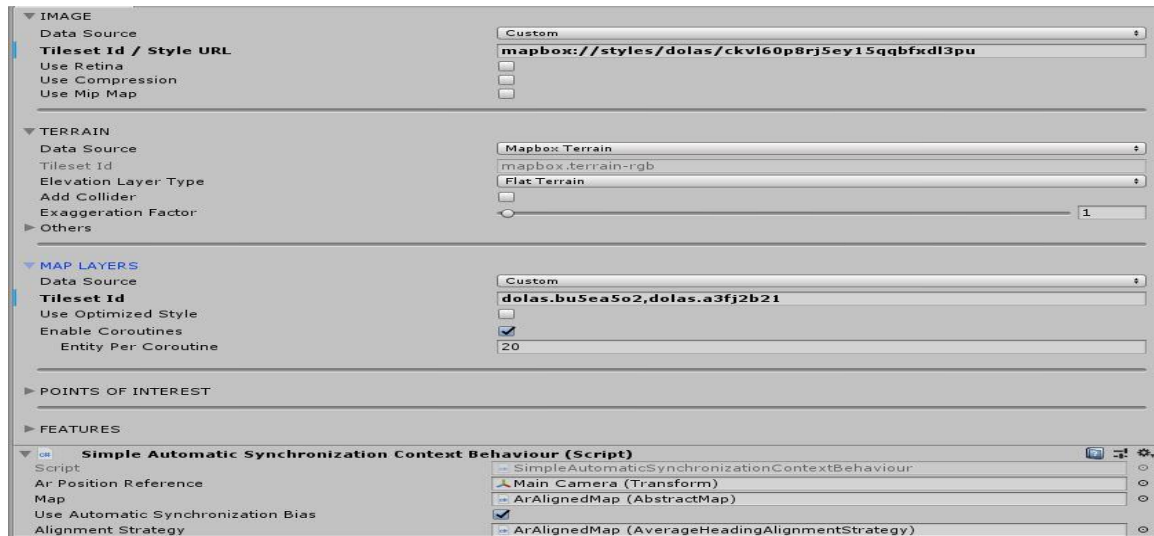 IMAGE
Data Source Custom
Tileset Id / Style URL mapbox://styles/dolas/ckvl60p8rj5ey15qqbfxdl3pu
Use Retina
Use Compression
Use Mip Map
TERRAIN
Data Source Mapbox Terrain
Tileset Id mapbox.terrain-rgb
Elevation Layer Type Flat Terrain
Add Collider
Exaggeration Factor 1
Others
MAP LAYERS
Data Source Custom
Tileset Id dolas.bu5ea5o2,dolas.a3fj2b21
Use Optimized Style
Enable Coroutines
Entity Per Coroutine 20
POINTS OF INTEREST
FEATURES
Simple Automatic Synchronization Context Behaviour (Script)
Script SimpleAutomaticSynchronizationContextBehaviour
Ar Position Reference Main Camera (Transform)
Map ArAlignedMap (AbstractMap)
Use Automatic Synchronization Bias
Alignment Strategy ArAlignedMap (AverageHeadingAlignmentStrategy)